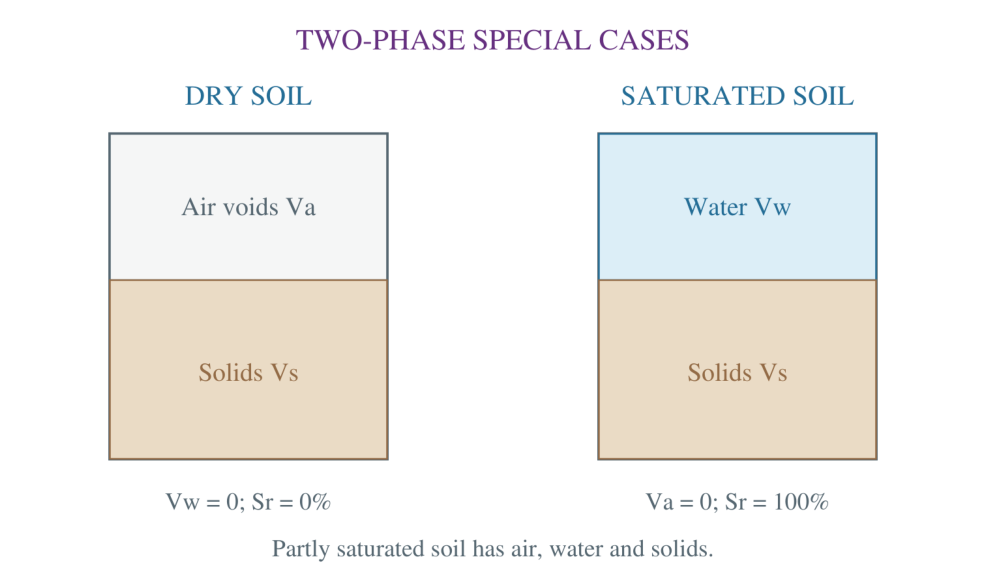 TWO-PHASE SPECIAL CASES
DRY SOIL
SATURATED SOIL
Air voids Va
Water Vw
Solids Vs
Solids Vs
Vw = 0; Sr = 0%
Va = 0; Sr = 100%
Partly saturated soil has air, water and solids.